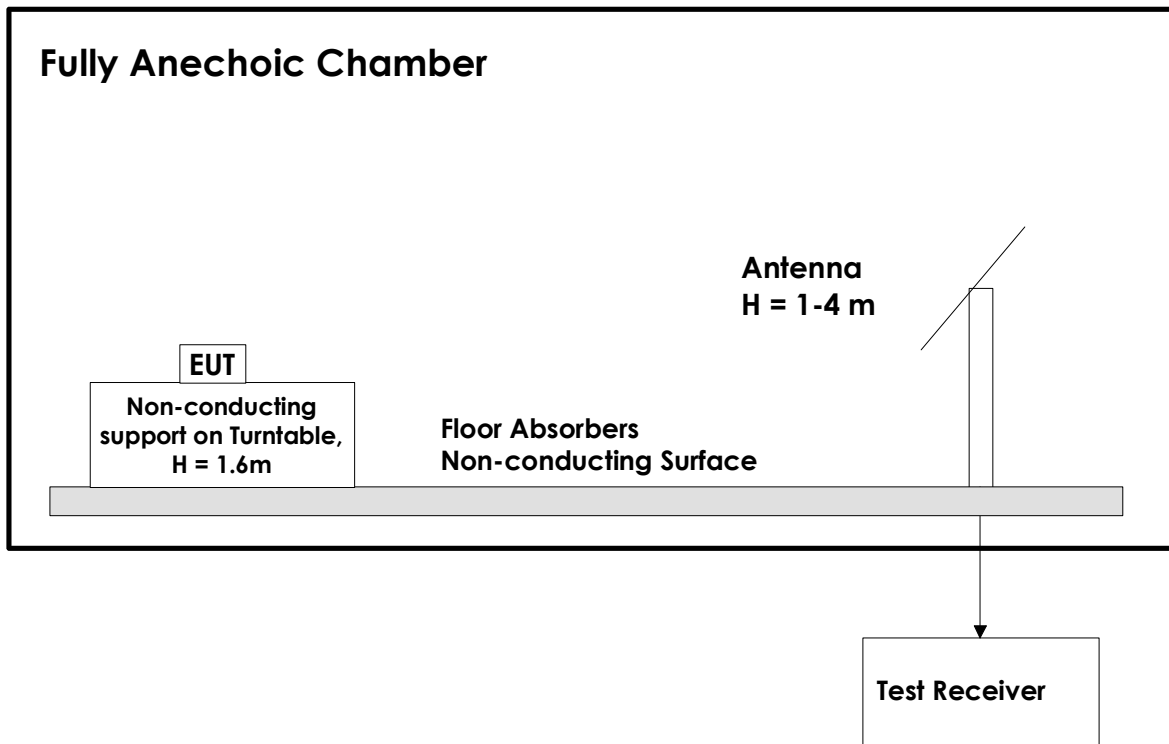 Fully Anechoic Chamber
Antenna
H = 1-4 m
EUT
Non-conducting
support on Turntable,
H = 1.6m
Floor Absorbers
Non-conducting Surface
Test Receiver